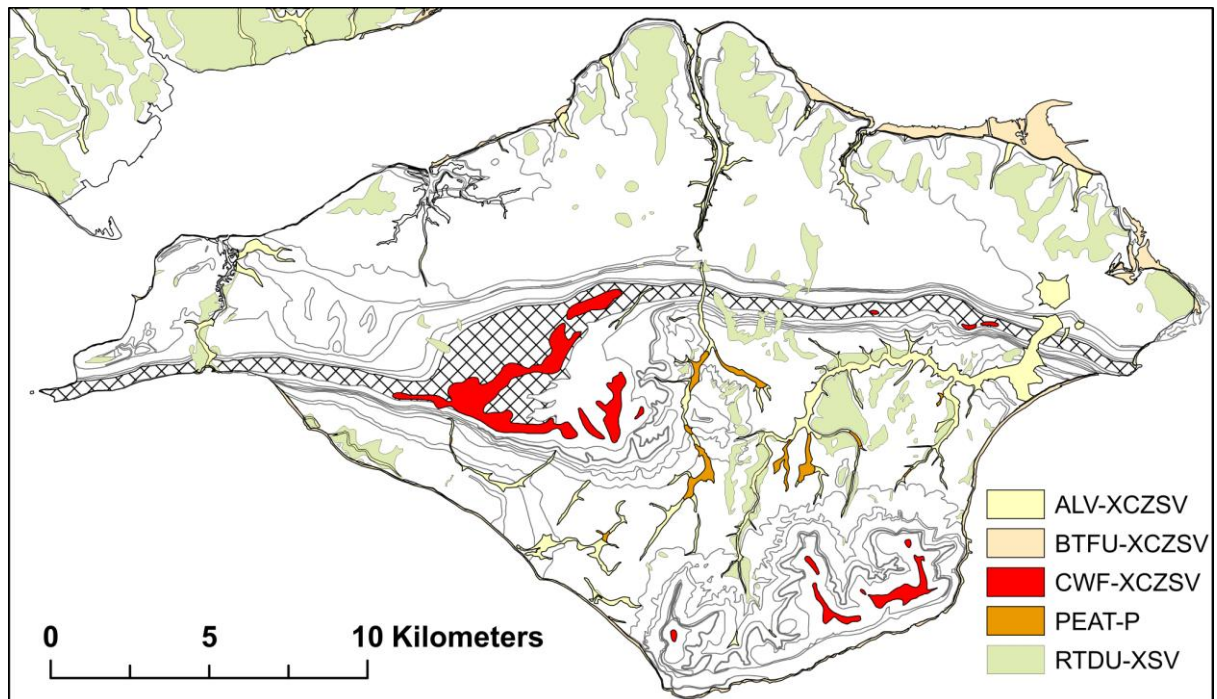 ALV-XCZSV
BTFU-XCZSV
CWF-XCZSV
PEAT-P
RTDU-XSV
0 5 10 Kilometers